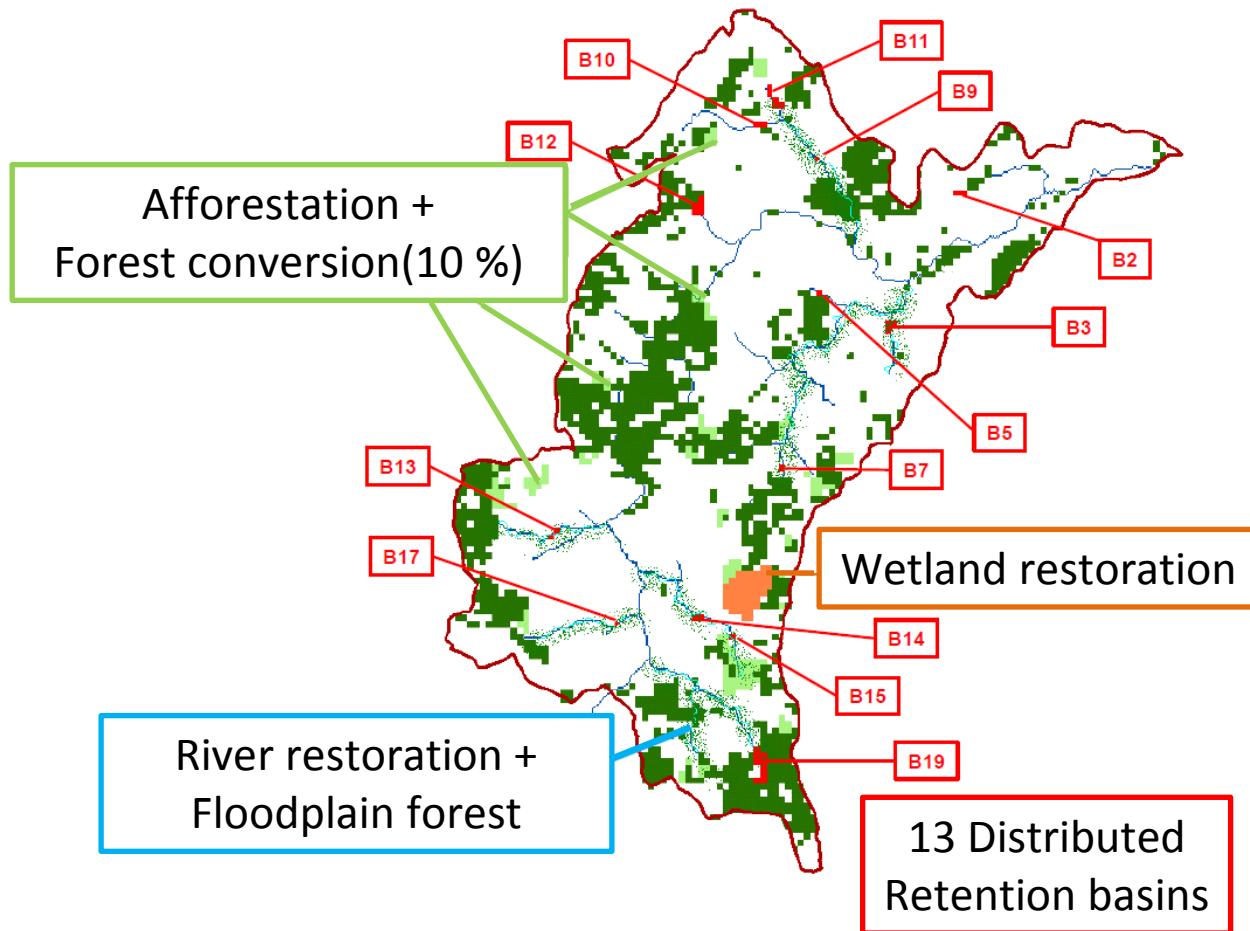 B11
B10
B9
B12
Afforestation +
Forest conversion(10 %)
B2
B3
B5
B13
B7
B17
Wetland restoration
B14
B15
River restoration +
Floodplain forest
B19
13 Distributed
Retention basins